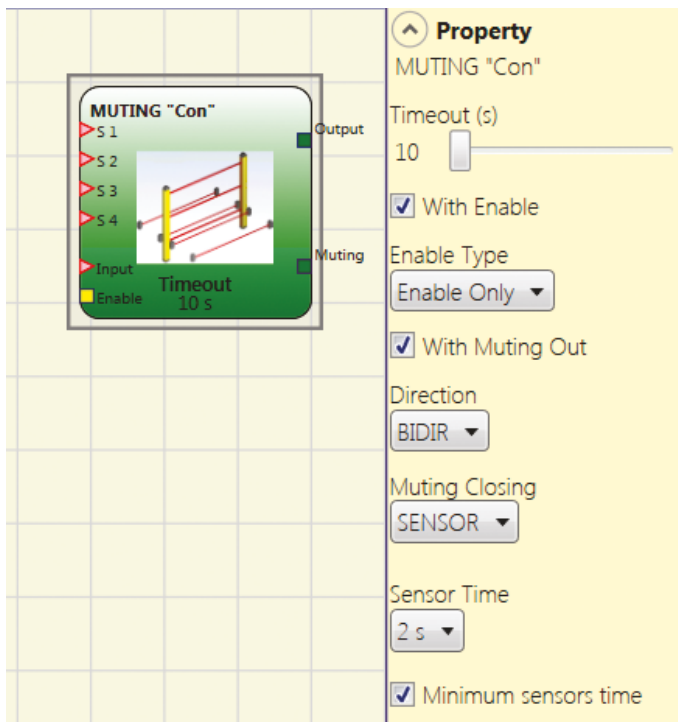 MUTING "Con"
S 1
S 2
S 3
S 4
Input
Enable
Output
Muting
Timeout
10 s
Property
MUTING "Con"
Timeout (s)
10
With Enable
Enable Type
Enable Only
With Muting Out
Direction
BIDIR
Muting Closing
SENSOR
Sensor Time
2 s
Minimum sensors time